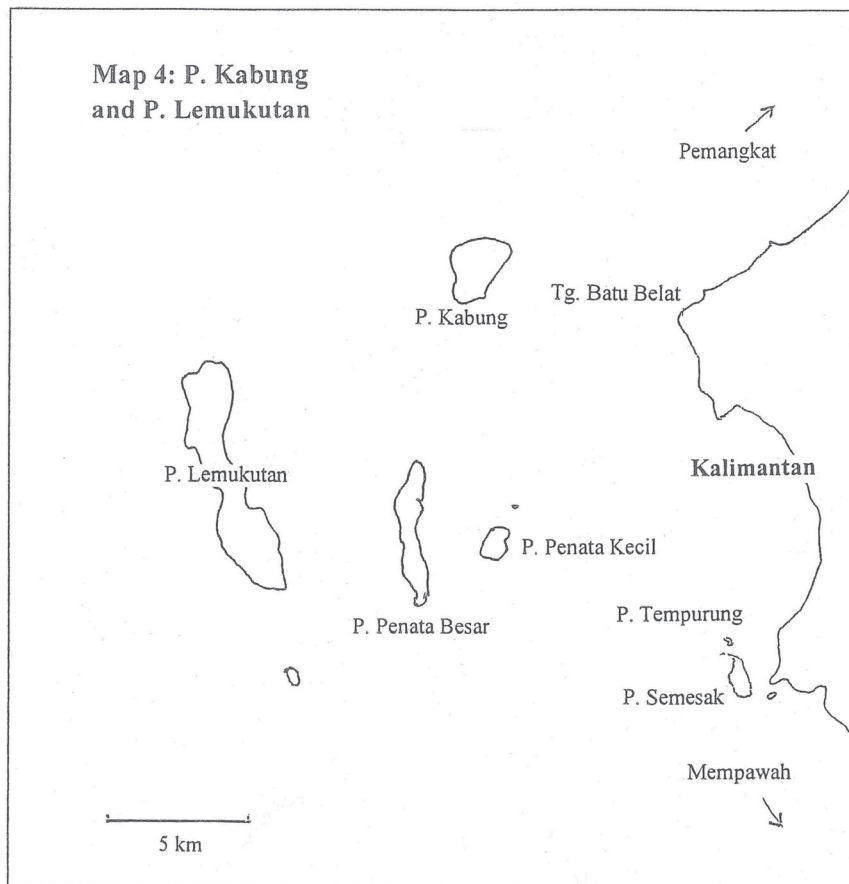 Map 4: P. Kabung
and P. Lemukutan
Pemangkat
Tg. Batu Belat
P. Kabung
Kalimantan
P. Lemukutan
P. Penata Kecil
P. Tempurung
P. Penata Besar
P. Semesak
Mempawah
5 km